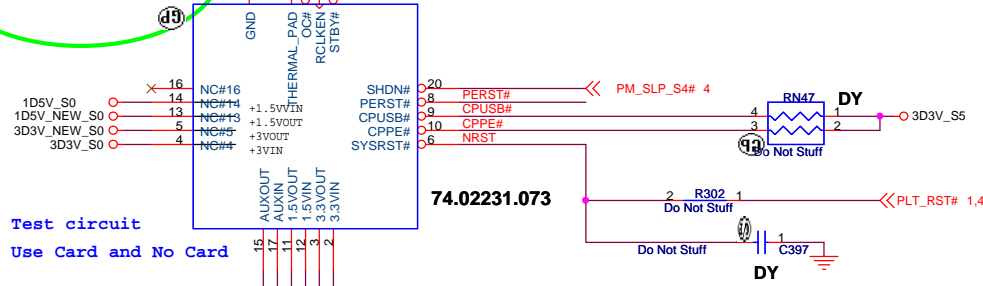 GP
GND
THERMAL_PAD
OC#
RCLKEN
STBY#
1D5V_S0
1D5V_NEW_S0
3D3V_NEW_S0
3D3V_S0
16
14
13
5
4
NC#16
NC#14
NC#13
NC#5
NC#4
+1.5VVIN
+1.5VOUT
+3VOUT
+3VIN
SHDN#
PERST#
CPUSB#
CPPE#
SYSRST#
20
8
9
10
6
PERST#
CPUSB#
CPPE#
NRST
PM_SLP_S4# 4
RN47
DY
4
3
1
2
3D3V_S5
GP
Do Not Stuff
AUXOUT
AUXIN
1.5VOUT
1.5VIN
3.3VOUT
3.3VIN
15
17
11
12
3
2
74.02231.073
2 R302 1
Do Not Stuff
PLT_RST# 1,4
Do Not Stuff
1
C397
DY
Test circuit
Use Card and No Card